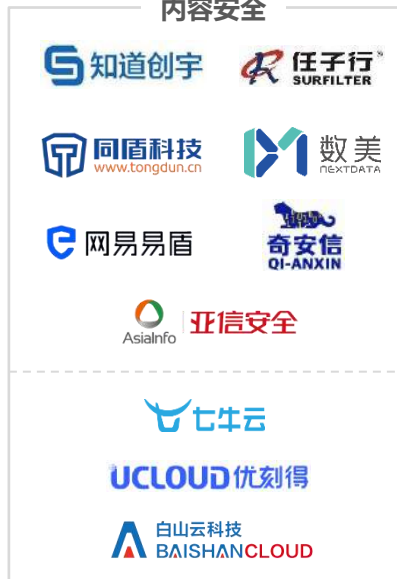 内容安全
知道创宇
任子行®
SURFILTER
同盾科技
www.tongdun.cn
数美
NEXTDATA
网易易盾
奇安信
QI-ANXIN
AsiaInfo
亚信安全
七牛云
UCLOUD优刻得
白山云科技
BAISHANCLOUD